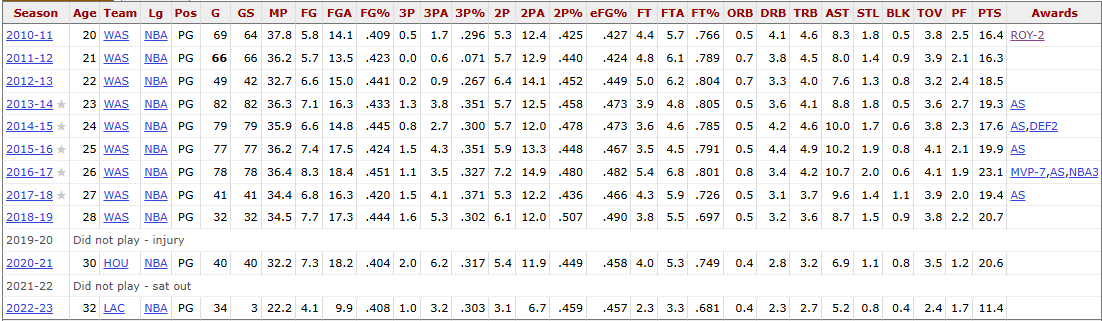 Season Age Team Lg Pos G GS MP FG FGA FG% 3P 3PA 3P% 2P 2PA 2P% eFG% FT FTA FT% ORB DRB TRB AST STL BLK TOV PF PTS Awards
2010-11 20 WAS NBA PG 69 64 37.8 5.8 14.3 .409 0.5 1.7 .296 5.3 12.4 .425 .427 4.4 5.7 .766 0.5 4.1 4.6 8.3 1.8 0.5 3.8 2.5 16.4 ROY-2
2011-12 21 WAS NBA PG 66 66 36.2 5.7 13.5 .423 0.0 0.6 .071 5.7 12.9 .440 .424 4.8 6.1 .789 0.7 3.8 4.5 8.0 1.4 0.9 3.9 2.1 16.3
2012-13 22 WAS NBA PG 49 42 32.7 6.6 15.0 .441 0.2 0.9 .267 6.4 14.1 .452 .449 5.0 6.2 .804 0.7 3.3 4.0 7.6 1.3 0.8 3.2 2.4 18.5
2013-14 ★ 23 WAS NBA PG 82 82 36.3 7.1 16.3 .433 1.3 3.8 .351 5.7 12.5 .458 .473 3.9 4.8 .805 0.5 3.6 4.1 8.8 1.8 0.5 3.6 2.7 19.3 AS
2014-15 ★ 24 WAS NBA PG 79 79 35.9 6.6 14.8 .445 0.8 2.7 .300 5.7 12.0 .478 .473 3.6 4.6 .785 0.5 4.2 4.6 10.0 1.7 0.6 3.8 2.3 17.6 AS,DEF2
2015-16 ★ 25 WAS NBA PG 77 77 36.2 7.4 17.5 .424 1.5 4.3 .351 5.9 13.3 .448 .467 3.5 4.5 .791 0.5 4.4 4.9 10.2 1.9 0.8 4.1 2.1 19.9 AS
2016-17 ★ 26 WAS NBA PG 78 78 36.4 8.3 18.4 .451 1.1 3.5 .327 7.2 14.9 .480 .482 5.4 6.8 .801 0.8 3.4 4.2 10.7 2.0 0.6 4.1 1.9 23.1 MVP-7,AS,NBA3
2017-18 ★ 27 WAS NBA PG 41 41 34.4 6.8 16.3 .420 1.5 4.1 .371 5.3 12.2 .436 .466 4.3 5.9 .726 0.5 3.1 3.7 9.6 1.4 1.1 3.9 2.0 19.4 AS
2018-19 28 WAS NBA PG 32 32 34.5 7.7 17.3 .444 1.6 5.3 .302 6.1 12.0 .507 .490 3.8 5.5 .697 0.5 3.2 3.6 8.7 1.5 0.9 3.8 2.2 20.7
2019-20 Did not play - injury
2020-21 30 HOU NBA PG 40 40 32.2 7.3 18.2 .404 2.0 6.2 .317 5.4 11.9 .449 .458 4.0 5.3 .749 0.4 2.8 3.2 6.9 1.1 0.8 3.5 1.2 20.6
2021-22 Did not play - sat out
2022-23 32 LAC NBA PG 34 3 22.2 4.1 9.9 .408 1.0 3.2 .303 3.1 6.7 .459 .457 2.3 3.3 .681 0.4 2.3 2.7 5.2 0.8 0.4 2.4 1.7 11.4